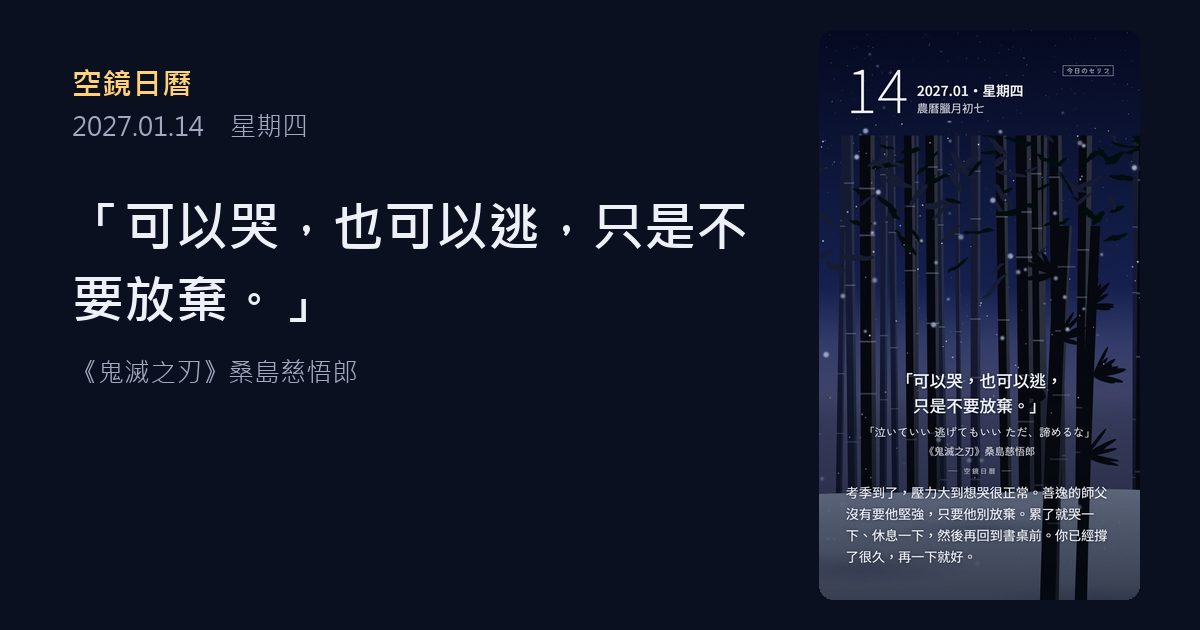 空鏡日曆
2027.01.14 星期四
「可以哭，也可以逃，只是不
要放棄。」
《鬼滅之刃》桑島慈悟郎
今日のセリフ
14
2027.01・星期四
農曆臘月初七
「可以哭，也可以逃，
只是不要放棄。」
「泣いていい 逃げてもいい ただ、諦めるな」
《鬼滅之刃》桑島慈悟郎
— 空鏡日曆 —
考季到了，壓力大到想哭很正常。善逸的師父
沒有要他堅強，只要他別放棄。累了就哭一
下、休息一下，然後再回到書桌前。你已經撐
了很久，再一下就好。